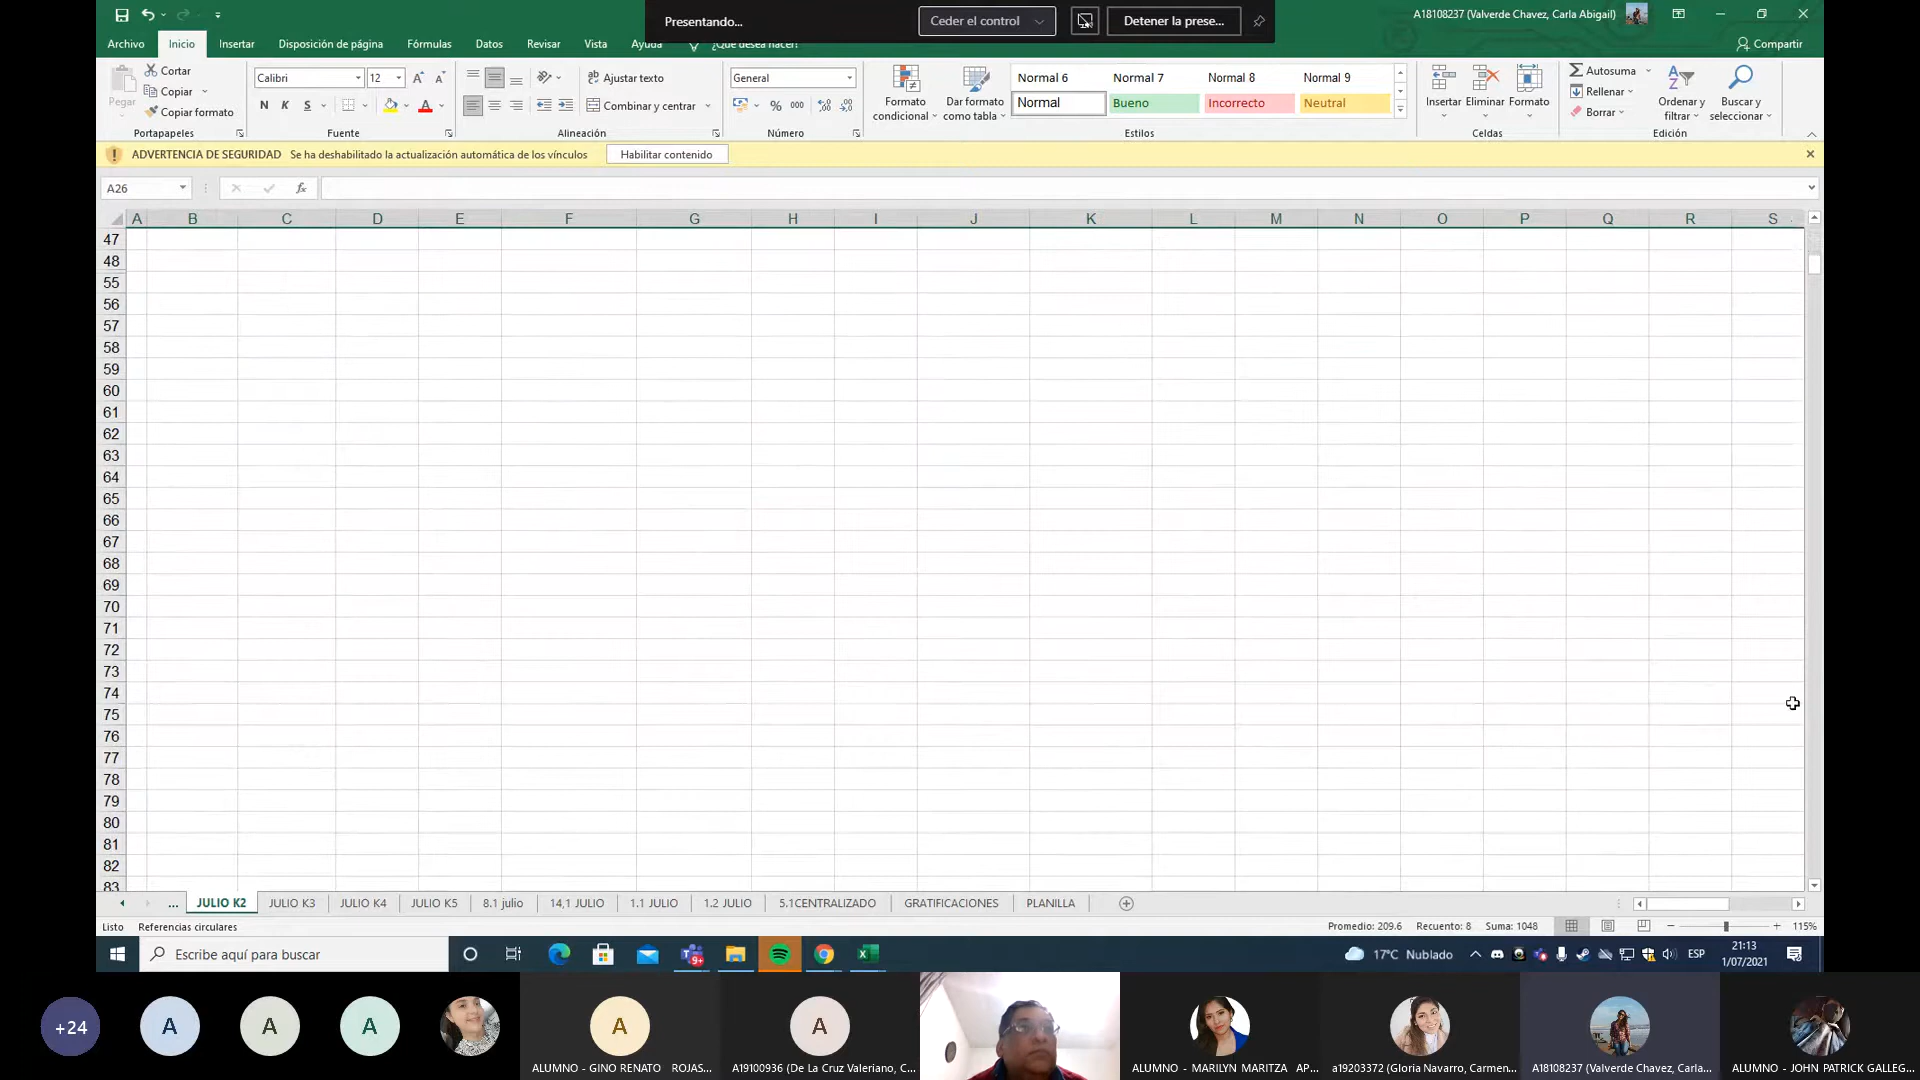 Presentando...
Ceder el control
Detener la prese...
A18108237 (Valverde Chavez, Carla Abigail)
Archivo Inicio Insertar Disposición de página Fórmulas Datos Revisar Vista Ayuda ¿Qué desea hacer? Compartir
Pegar Cortar Copiar Copiar formato
Calibri 12
N K S
Ajustar texto
Combinar y centrar
General
% 000
Formato condicional
Dar formato como tabla
Normal 6 Normal 7 Normal 8 Normal 9
Normal Bueno Incorrecto Neutral
Insertar Eliminar Formato
Autosuma
Rellenar
Borrar
Ordenar y filtrar
Buscar y seleccionar
Portapapeles Fuente Alineación Número Estilos Celdas Edición
ADVERTENCIA DE SEGURIDAD Se ha deshabilitado la actualización automática de los vínculos Habilitar contenido
A26 fx
A B C D E F G H I J K L M N O P Q R S
47
48
55
56
57
58
59
60
61
62
63
64
65
66
67
68
69
70
71
72
73
74
75
76
77
78
79
80
81
82
83
... JULIO K2 JULIO K3 JULIO K4 JULIO K5 8.1 julio 14,1 JULIO 1.1 JULIO 1.2 JULIO 5.1CENTRALIZADO GRATIFICACIONES PLANILLA
Listo Referencias circulares Promedio: 209.6 Recuento: 8 Suma: 1048 115%
Escribe aquí para buscar
9+
17°C Nublado
ESP
21:13
1/07/2021
+24 A A A A A
ALUMNO - GINO RENATO ROJAS...
A19100936 (De La Cruz Valeriano, C...
ALUMNO - MARILYN MARITZA AP...
a19203372 (Gloria Navarro, Carmen...
A18108237 (Valverde Chavez, Carla...
ALUMNO - JOHN PATRICK GALLEG...